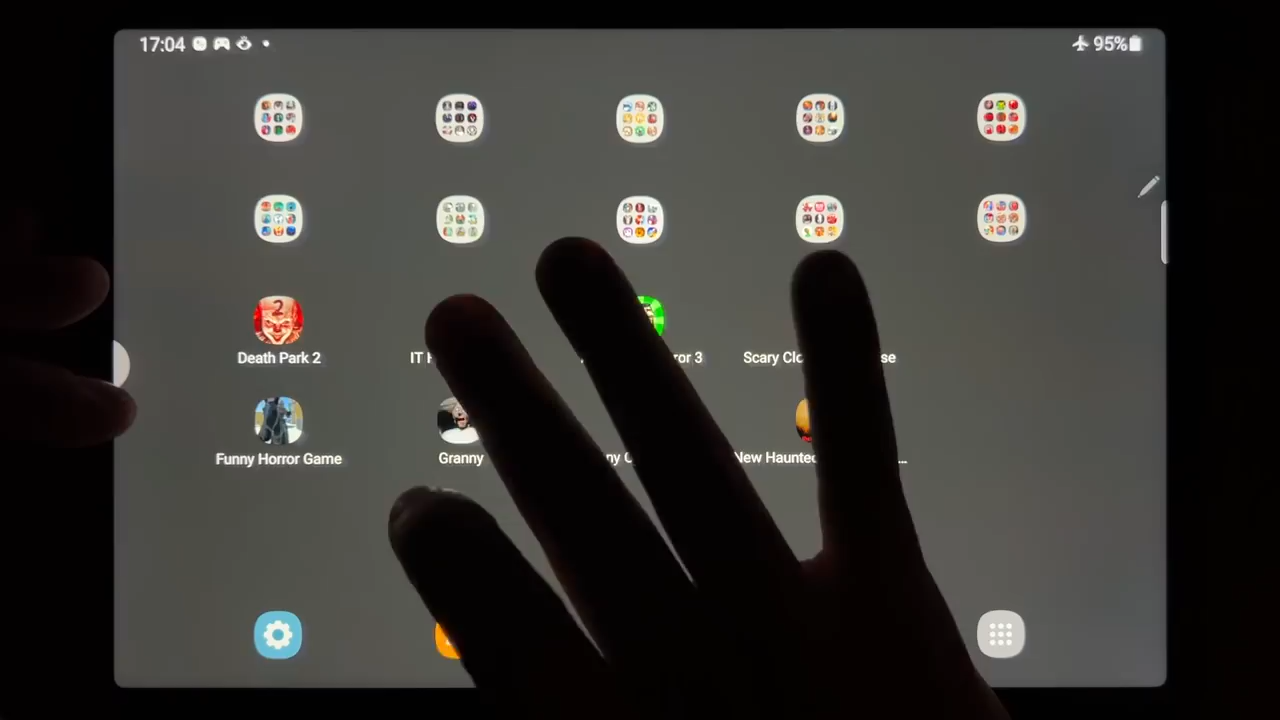 17:04 95%
2
Death Park 2 IT ror 3 Scary Clo se
Funny Horror Game Granny ny New Haunted ...